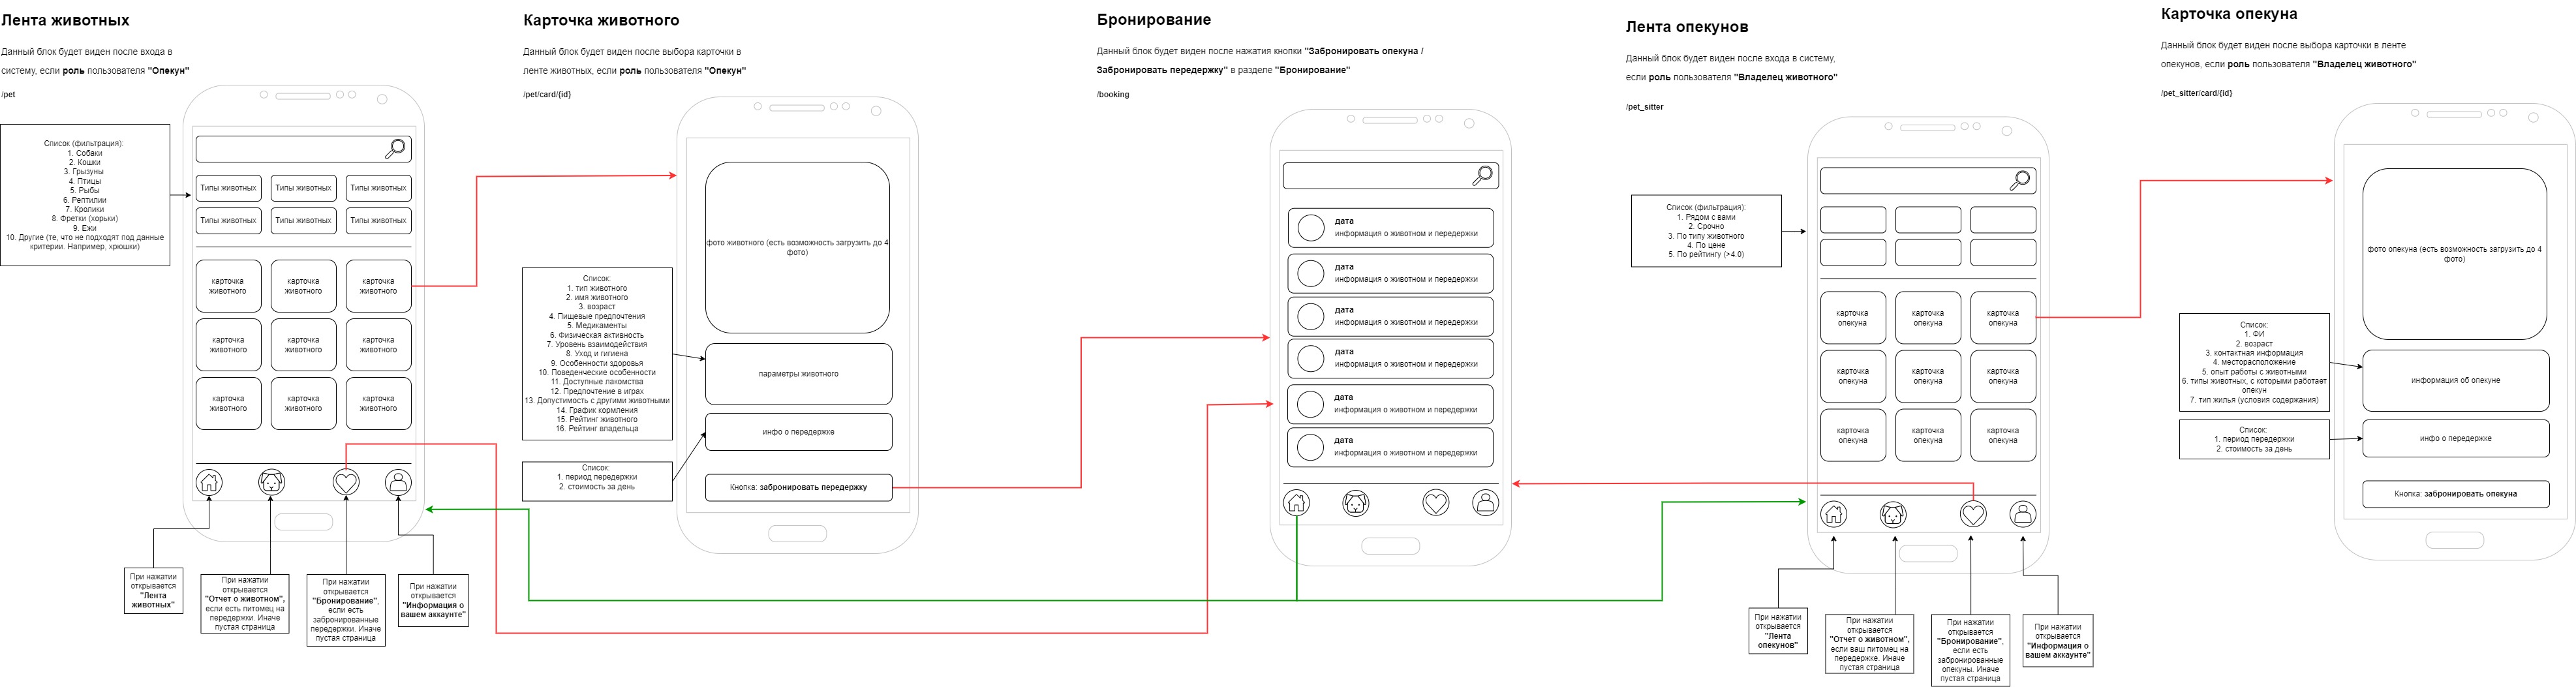 Лента животных
Данный блок будет виден после входа в
систему, если роль пользователя "Опекун"
/pet
Список (фильтрация):
1. Собаки
2. Кошки
3. Грызуны
4. Птицы
5. Рыбы
6. Рептилии
7. Кролики
8. Фретки (хорьки)
9. Ежи
10. Другие (те, что не подходят под данные
критерии. Например, хрюшки)
Типы животных
Типы животных
Типы животных
Типы животных
Типы животных
Типы животных
карточка
животного
карточка
животного
карточка
животного
карточка
животного
карточка
животного
карточка
животного
карточка
животного
карточка
животного
карточка
животного
При нажатии
открывается
"Лента
животных"
При нажатии
открывается
"Отчет о животном",
если есть питомец на
передержки. Иначе
пустая страница
При нажатии
открывается
"Бронирование",
если есть
забронированные
передержки. Иначе
пустая страница
При нажатии
открывается
"Информация о
вашем аккаунте"
Карточка животного
Данный блок будет виден после выбора карточки в
ленте животных, если роль пользователя "Опекун"
/pet/card/{id}
фото животного (есть возможность загрузить до 4
фото)
Список:
1. тип животного
2. имя животного
3. возраст
4. Пищевые предпочтения
5. Медикаменты
6. Физическая активность
7. Уровень взаимодействия
8. Уход и гигиена
9. Особенности здоровья
10. Поведенческие особенности
11. Доступные лакомства
12. Предпочтение в играх
13. Допустимость с другими животными
14. График кормления
15. Рейтинг животного
16. Рейтинг владельца
параметры животного
инфо о передержке
Список:
1. период передержки
2. стоимость за день
Кнопка: забронировать передержку
Бронирование
Данный блок будет виден после нажатия кнопки "Забронировать опекуна /
Забронировать передержку" в разделе "Бронирование"
/booking
дата
информация о животном и передержки
дата
информация о животном и передержки
дата
информация о животном и передержки
дата
информация о животном и передержки
дата
информация о животном и передержки
дата
информация о животном и передержки
Лента опекунов
Данный блок будет виден после входа в систему,
если роль пользователя "Владелец животного"
/pet_sitter
Список (фильтрация):
1. Рядом с вами
2. Срочно
3. По типу животного
4. По цене
5. По рейтингу (>4.0)
карточка
опекуна
карточка
опекуна
карточка
опекуна
карточка
опекуна
карточка
опекуна
карточка
опекуна
карточка
опекуна
карточка
опекуна
карточка
опекуна
При нажатии
открывается
"Лента
опекунов"
При нажатии
открывается
"Отчет о животном",
если ваш питомец на
передержке. Иначе
пустая страница
При нажатии
открывается
"Бронирование",
если есть
забронированные
опекуны. Иначе
пустая страница
При нажатии
открывается
"Информация о
вашем аккаунте"
Карточка опекуна
Данный блок будет виден после выбора карточки в ленте
опекунов, если роль пользователя "Владелец животного"
/pet_sitter/card/{id}
фото опекуна (есть возможность загрузить до 4
фото)
Список:
1. ФИ
2. возраст
3. контактная информация
4. месторасположение
5. опыт работы с животными
6. типы животных, с которыми работает
опекун
7. тип жилья (условия содержания)
информация об опекуне
Список:
1. период передержки
2. стоимость за день
инфо о передержке
Кнопка: забронировать опекуна